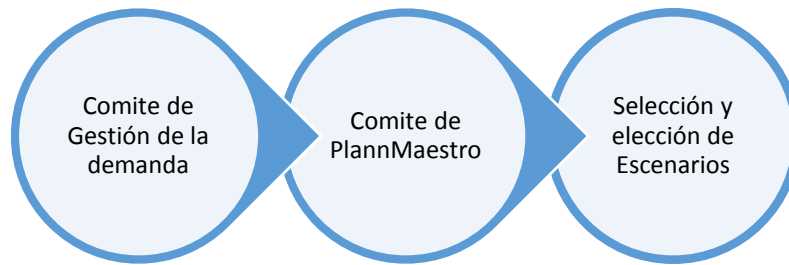 Comite de
Gestión de la
demanda
Comite de
PlannMaestro
Selección y
elección de
Escenarios